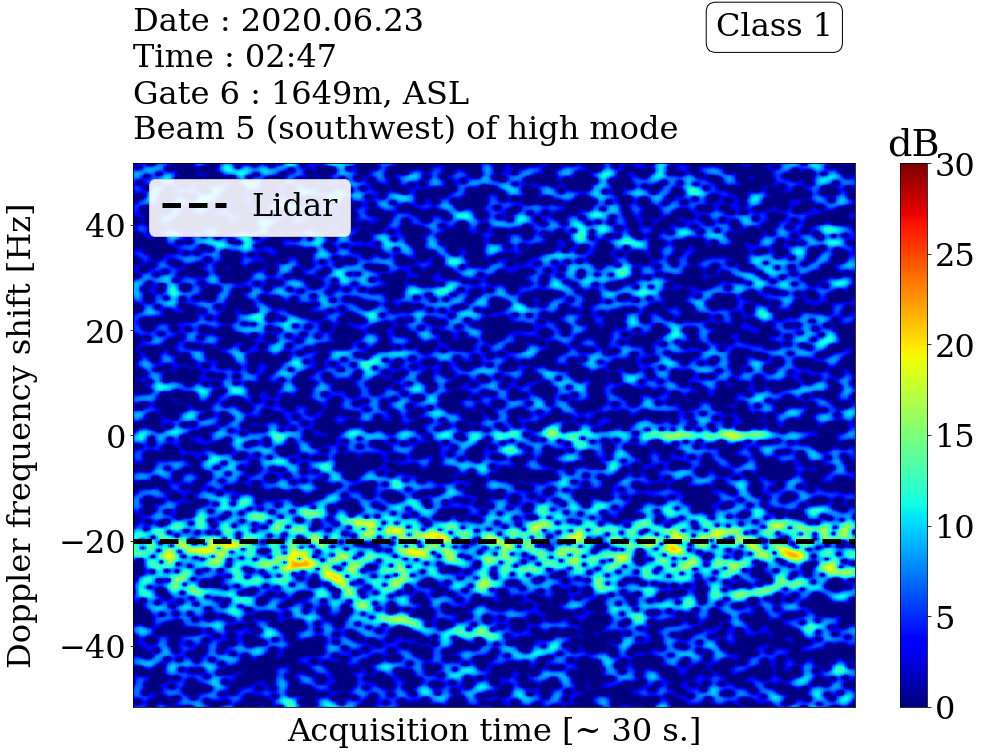 Date : 2020.06.23
Time : 02:47
Gate 6 : 1649m, ASL
Beam 5 (southwest) of high mode
Class 1
dB
30
25
20
15
10
5
0
Lidar
Doppler frequency shift [Hz]
40
20
0
−20
−40
Acquisition time [~ 30 s.]